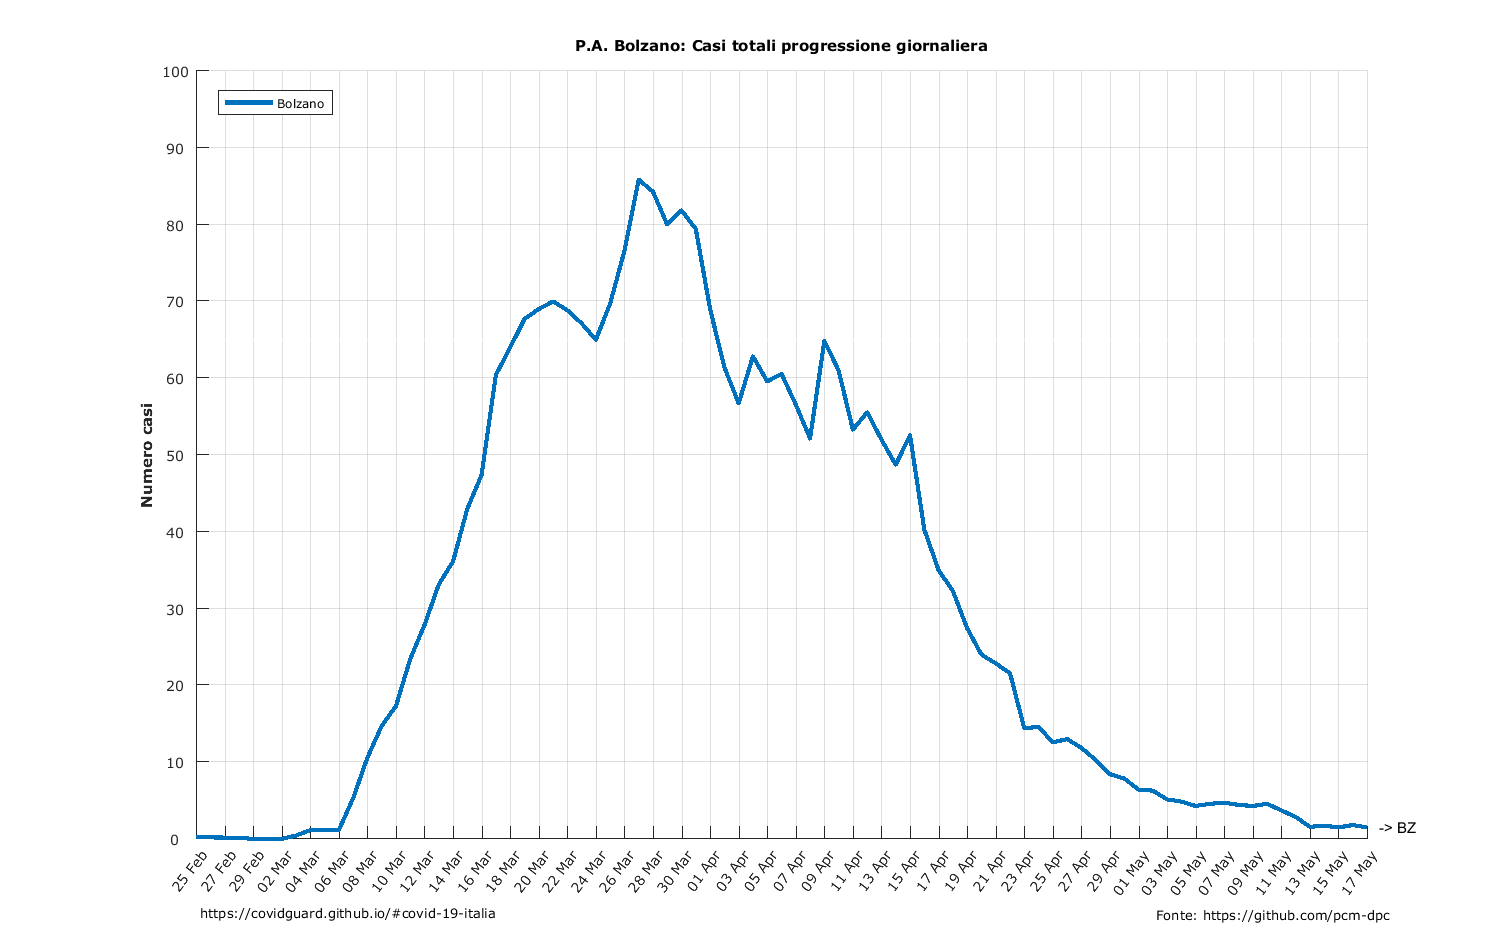 P.A. Bolzano: Casi totali progressione giornaliera
Bolzano
Numero casi
100
90
80
70
60
50
40
30
20
10
0
-> BZ
25 Feb
27 Feb
29 Feb
02 Mar
04 Mar
06 Mar
08 Mar
10 Mar
12 Mar
14 Mar
16 Mar
18 Mar
20 Mar
22 Mar
24 Mar
26 Mar
28 Mar
30 Mar
01 Apr
03 Apr
05 Apr
07 Apr
09 Apr
11 Apr
13 Apr
15 Apr
17 Apr
19 Apr
21 Apr
23 Apr
25 Apr
27 Apr
29 Apr
01 May
03 May
05 May
07 May
09 May
11 May
13 May
15 May
17 May
https://covidguard.github.io/#covid-19-italia
Fonte: https://github.com/pcm-dpc